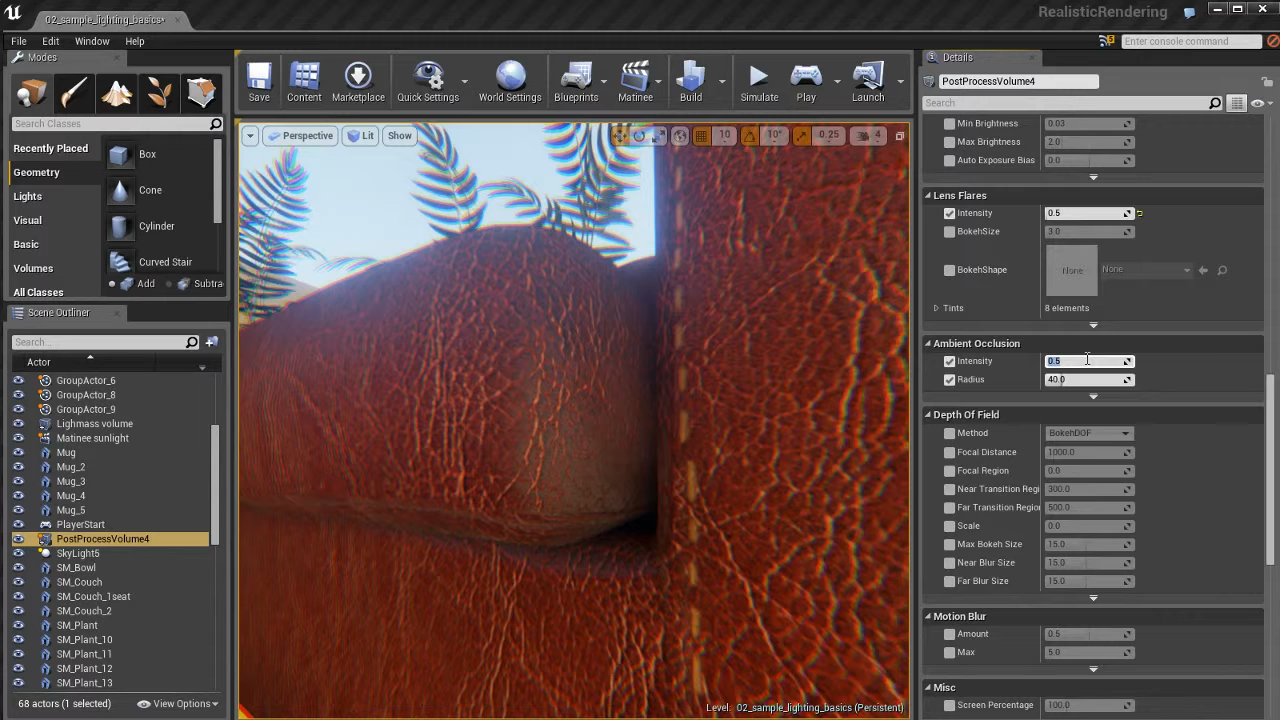 02_sample_lighting_basics*
RealisticRendering
File Edit Window Help
Enter console command
Modes
Search Classes
Recently Placed
Geometry
Lights
Visual
Basic
Volumes
All Classes
Box
Cone
Cylinder
Curved Stair
Add Subtra
Scene Outliner
Search...
Actor
GroupActor_6
GroupActor_8
GroupActor_9
Lighmass volume
Matinee sunlight
Mug
Mug_2
Mug_3
Mug_4
Mug_5
PlayerStart
PostProcessVolume4
SkyLight5
SM_Bowl
SM_Couch
SM_Couch_1seat
SM_Couch_2
SM_Plant
SM_Plant_10
SM_Plant_11
SM_Plant_12
SM_Plant_13
68 actors (1 selected) View Options
Save Content Marketplace Quick Settings World Settings Blueprints Matinee Build Simulate Play Launch
Perspective Lit Show 10 10° 0.25 4
Level: 02_sample_lighting_basics (Persistent)
Details
PostProcessVolume4
Search
Min Brightness 0.03
Max Brightness 2.0
Auto Exposure Bias 0.0
Lens Flares
Intensity 0.5
BokehSize 3.0
BokehShape None None
Tints 8 elements
Ambient Occlusion
Intensity 0.5
Radius 40.0
Depth Of Field
Method BokehDOF
Focal Distance 1000.0
Focal Region 0.0
Near Transition Regi 300.0
Far Transition Region 500.0
Scale 0.0
Max Bokeh Size 15.0
Near Blur Size 15.0
Far Blur Size 15.0
Motion Blur
Amount 0.5
Max 5.0
Misc
Screen Percentage 100.0